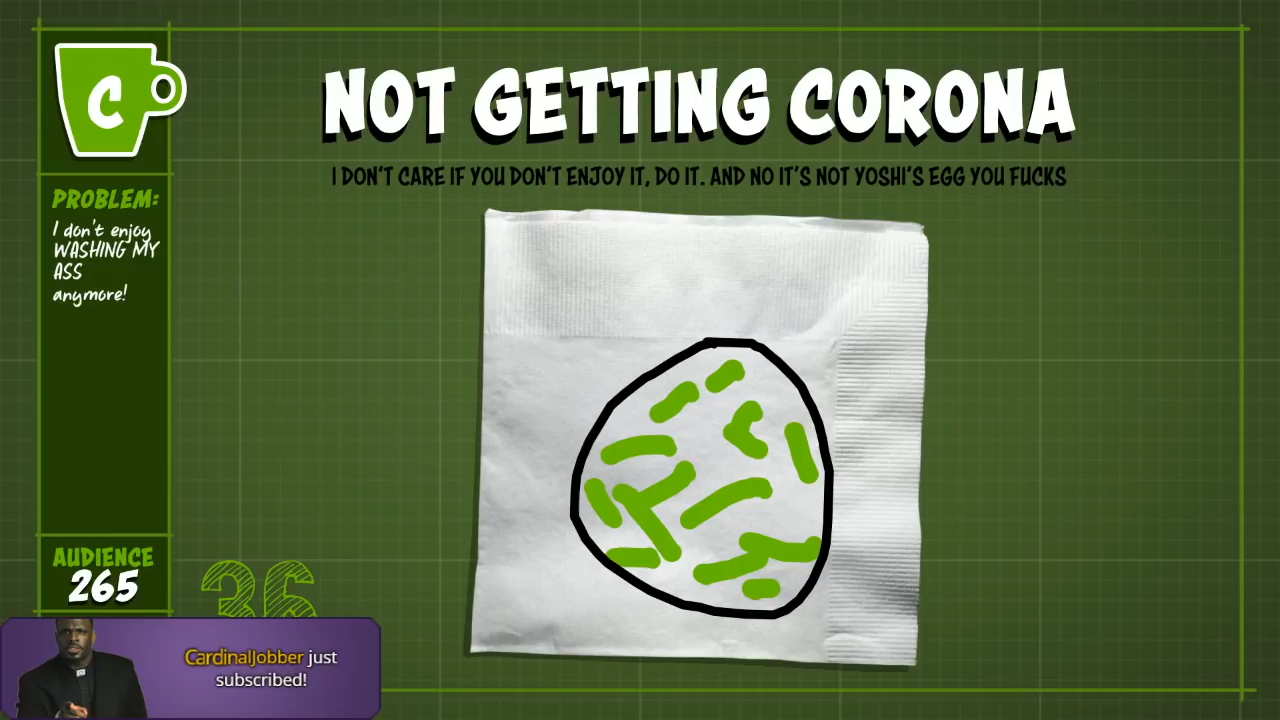 C
NOT GETTING CORONA
I DON'T CARE IF YOU DON'T ENJOY IT, DO IT. AND NO IT'S NOT YOSHI'S EGG YOU FUCKS
PROBLEM:
I don't enjoy
WASHING MY
ASS
anymore!
AUDIENCE
265
36
CardinalJobber just
subscribed!